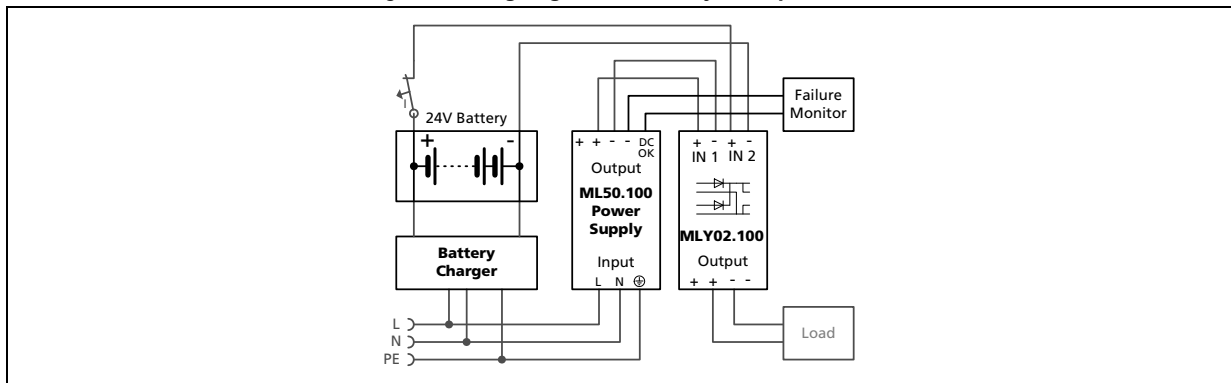 24V Battery
+ -
Battery
Charger
L
N
PE
+ + - - DC
OK
Output
ML50.100
Power
Supply
Input
L N
+ - + -
IN 1 IN 2
MLY02.100
Output
+ + - -
Failure
Monitor
Load